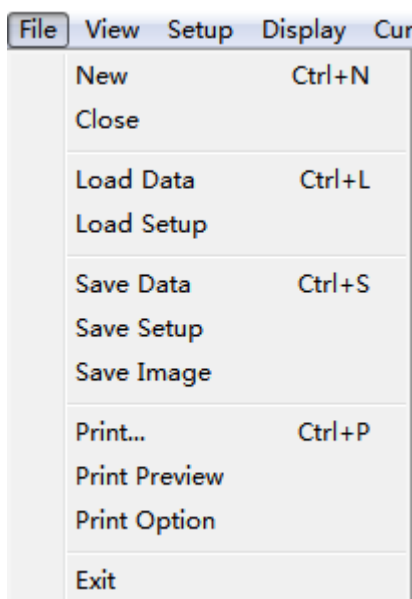 File View Setup Display Cur
New Ctrl+N
Close
Load Data Ctrl+L
Load Setup
Save Data Ctrl+S
Save Setup
Save Image
Print... Ctrl+P
Print Preview
Print Option
Exit